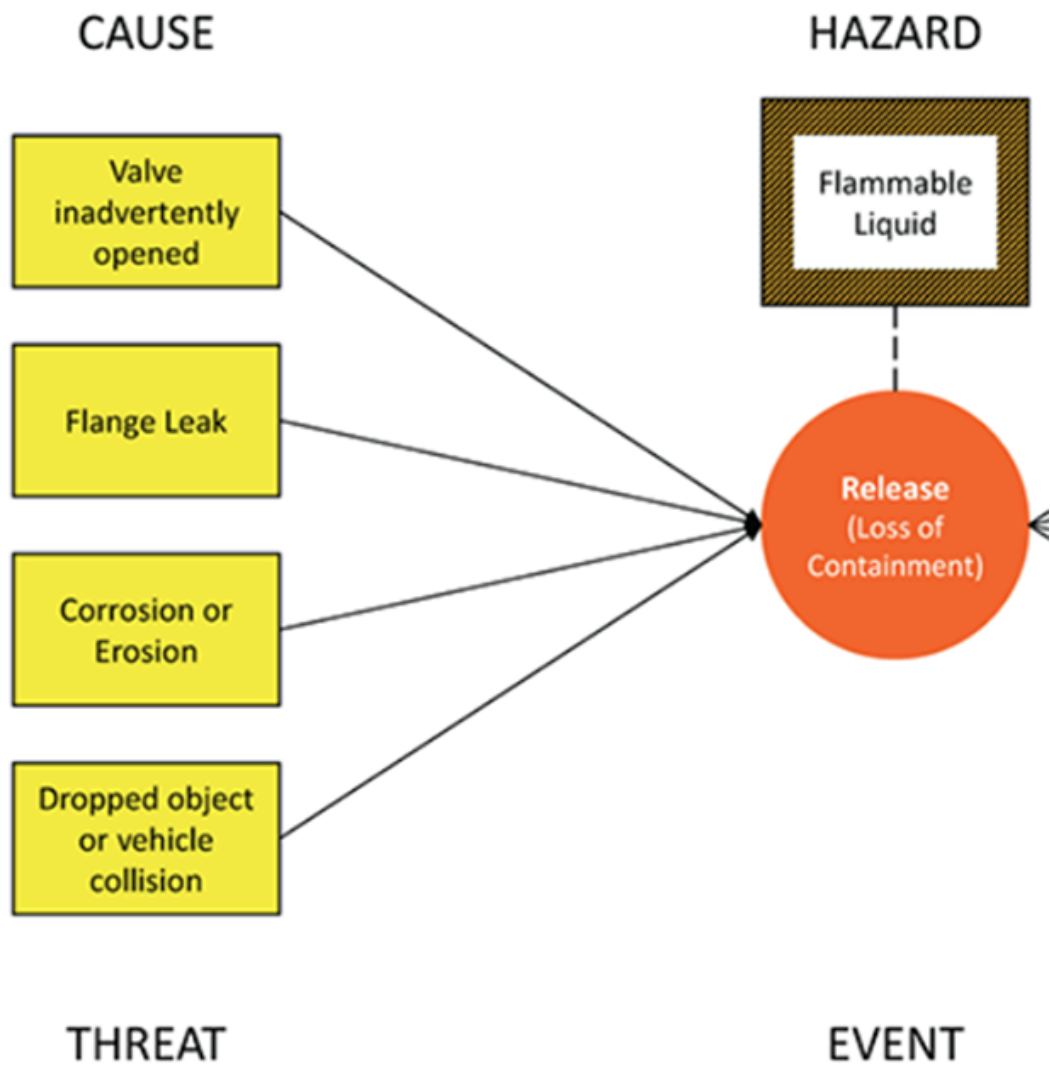 CAUSE
HAZARD
Valve
inadvertently
opened
Flammable
Liquid
Flange Leak
Release
(Loss of
Containment)
Corrosion or
Erosion
Dropped object
or vehicle
collision
THREAT
EVENT